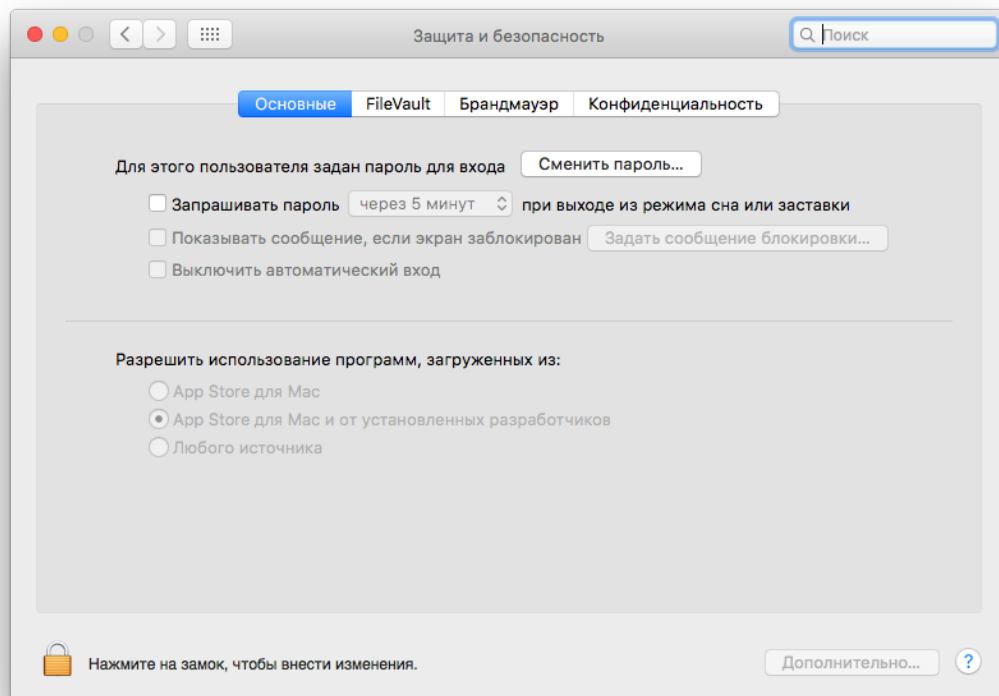 Защита и безопасность
Поиск
Основные FileVault Брандмауэр Конфиденциальность
Для этого пользователя задан пароль для входа Сменить пароль...
Запрашивать пароль через 5 минут при выходе из режима сна или заставки
Показывать сообщение, если экран заблокирован Задать сообщение блокировки...
Выключить автоматический вход
Разрешить использование программ, загруженных из:
App Store для Mac
App Store для Mac и от установленных разработчиков
Любого источника
Нажмите на замок, чтобы внести изменения.
Дополнительно... ?